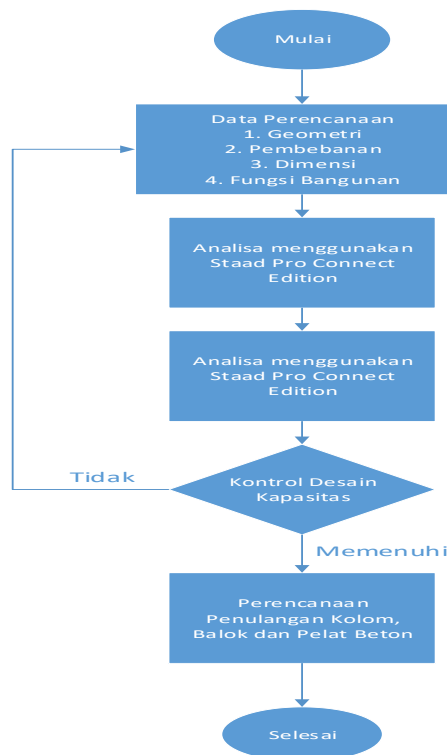 Mulai
Data Perencanaan
1. Geometri
2. Pembebanan
3. Dimensi
4. Fungsi Bangunan
Analisa menggunakan
Staad Pro Connect
Edition
Analisa menggunakan
Staad Pro Connect
Edition
Tidak
Kontrol Desain
Kapasitas
Memenuhi
Perencanaan
Penulangan Kolom,
Balok dan Pelat Beton
Selesai